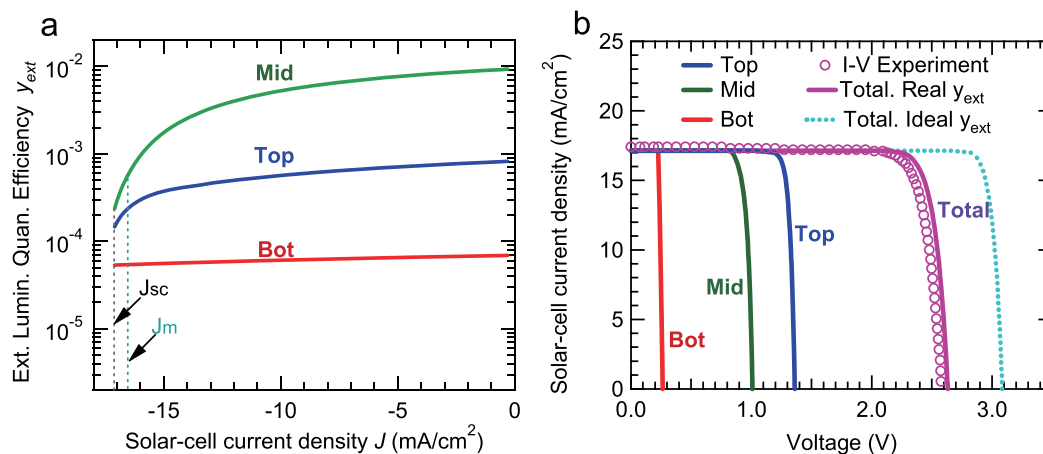 a
Ext. Lumin. Quan. Efficiency y_ext
10^-2
10^-3
10^-4
10^-5
Mid
Top
Bot
Jsc
Jm
-15
-10
-5
0
Solar-cell current density J (mA/cm²)
b
Solar-cell current density (mA/cm²)
25
20
15
10
5
0
Top
Mid
Bot
I-V Experiment
Total. Real y_ext
Total. Ideal y_ext
Total
Top
Mid
Bot
0.0
1.0
2.0
3.0
Voltage (V)